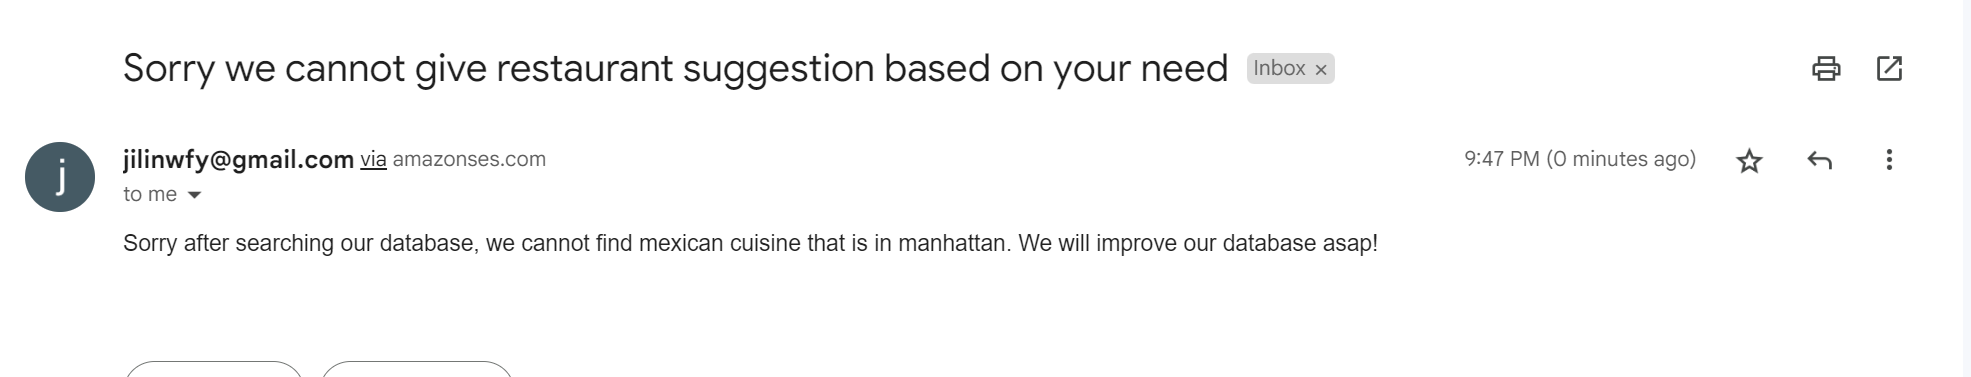 Sorry we cannot give restaurant suggestion based on your need Inbox ×
j
jilinwfy@gmail.com via amazonses.com 9:47 PM (0 minutes ago)
to me
Sorry after searching our database, we cannot find mexican cuisine that is in manhattan. We will improve our database asap!